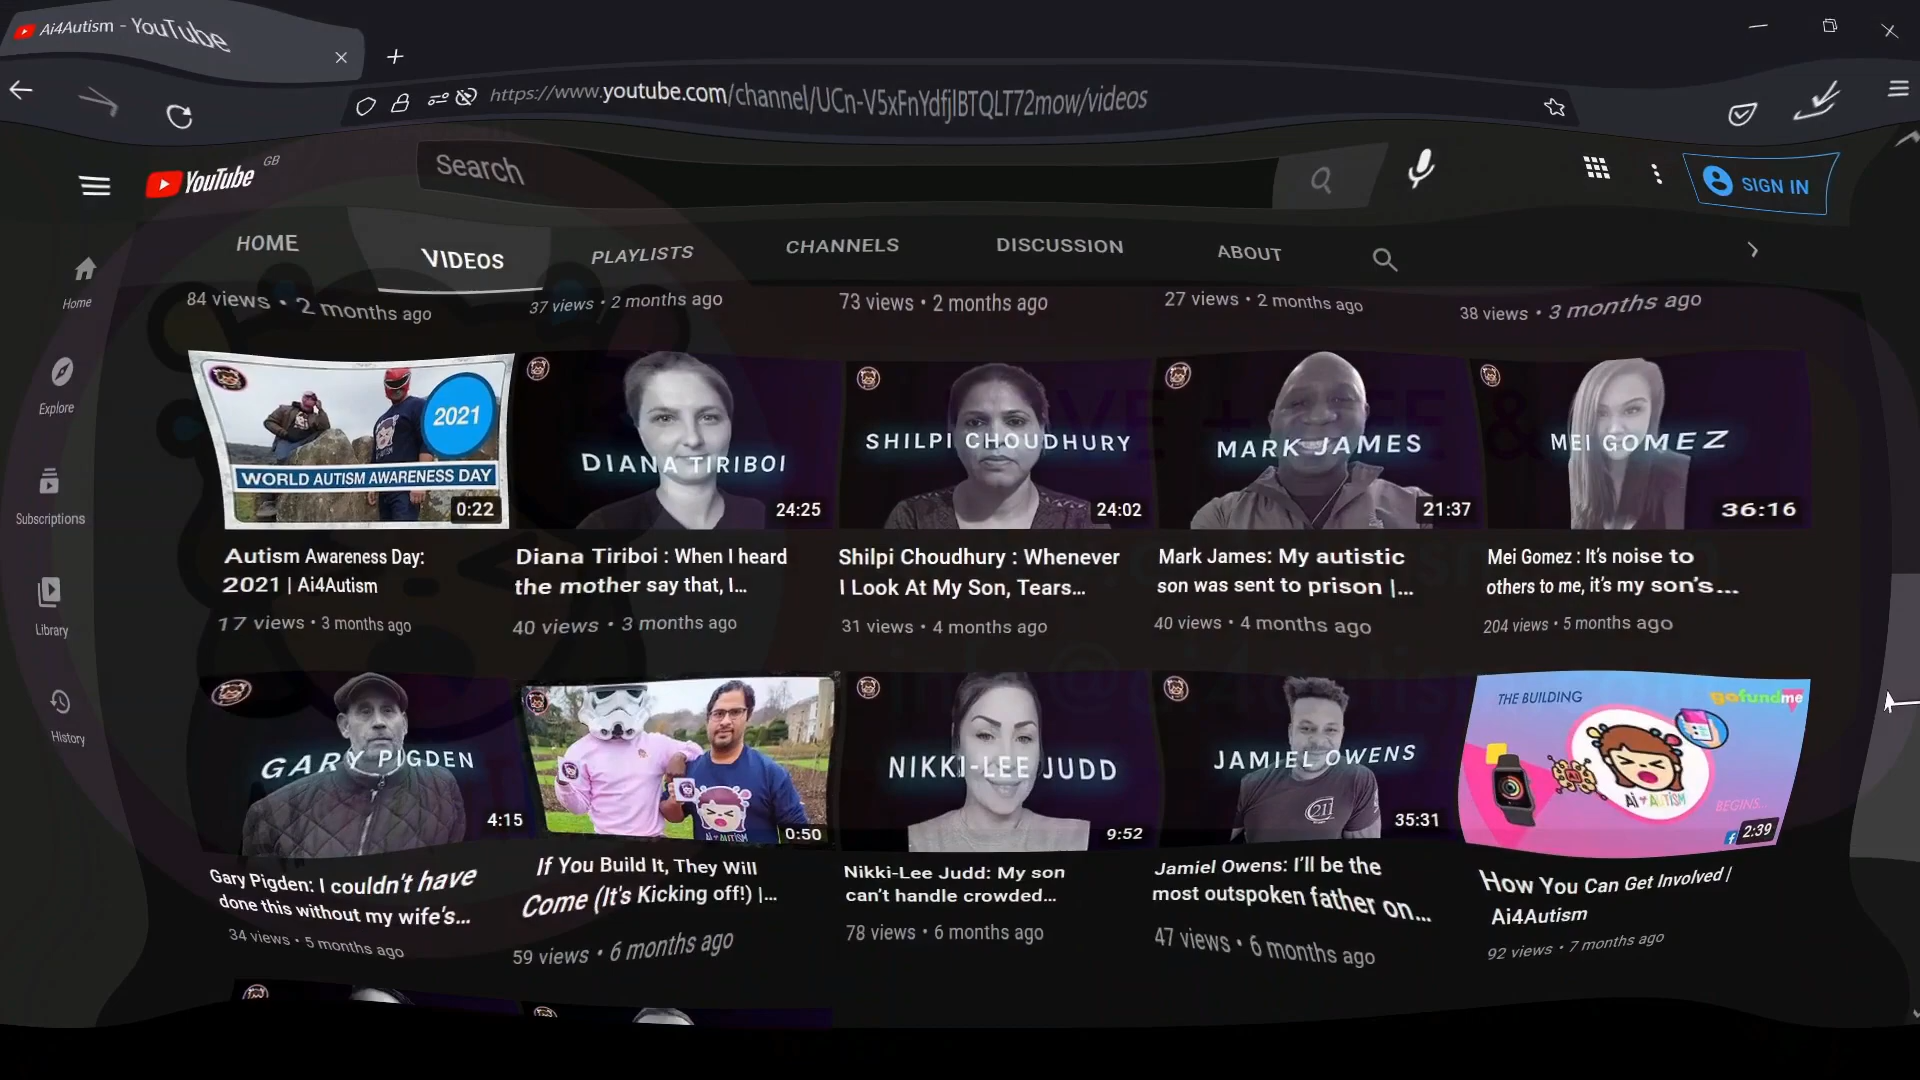 Ai4Autism - YouTube
https://www.youtube.com/channel/UCn-V5xFnYdfjIBTQLT72mow/videos
YouTube GB
Search
SIGN IN
HOME VIDEOS PLAYLISTS CHANNELS DISCUSSION ABOUT
Home
Explore
Subscriptions
Library
History
84 views • 2 months ago
37 views • 2 months ago
73 views • 2 months ago
27 views • 2 months ago
38 views • 3 months ago
2021
WORLD AUTISM AWARENESS DAY
0:22
Autism Awareness Day:
2021 | Ai4Autism
17 views • 3 months ago
DIANA TIRIBOI
24:25
Diana Tiriboi : When I heard
the mother say that, I...
40 views • 3 months ago
SHILPI CHOUDHURY
24:02
Shilpi Choudhury : Whenever
I Look At My Son, Tears...
31 views • 4 months ago
MARK JAMES
21:37
Mark James: My autistic
son was sent to prison |...
40 views • 4 months ago
MEI GOMEZ
36:16
Mei Gomez : It's noise to
others to me, it's my son's...
204 views • 5 months ago
GARY PIGDEN
4:15
Gary Pigden: I couldn't have
done this without my wife's...
34 views • 5 months ago
AI AUTISM
0:50
If You Build It, They Will
Come (It's Kicking off!) |...
59 views • 6 months ago
NIKKI-LEE JUDD
9:52
Nikki-Lee Judd: My son
can't handle crowded...
78 views • 6 months ago
JAMIEL OWENS
211
35:31
Jamiel Owens: I'll be the
most outspoken father on...
47 views • 6 months ago
THE BUILDING
gofundme
AI AUTISM
BEGINS...
2:39
How You Can Get Involved |
Ai4Autism
92 views • 7 months ago